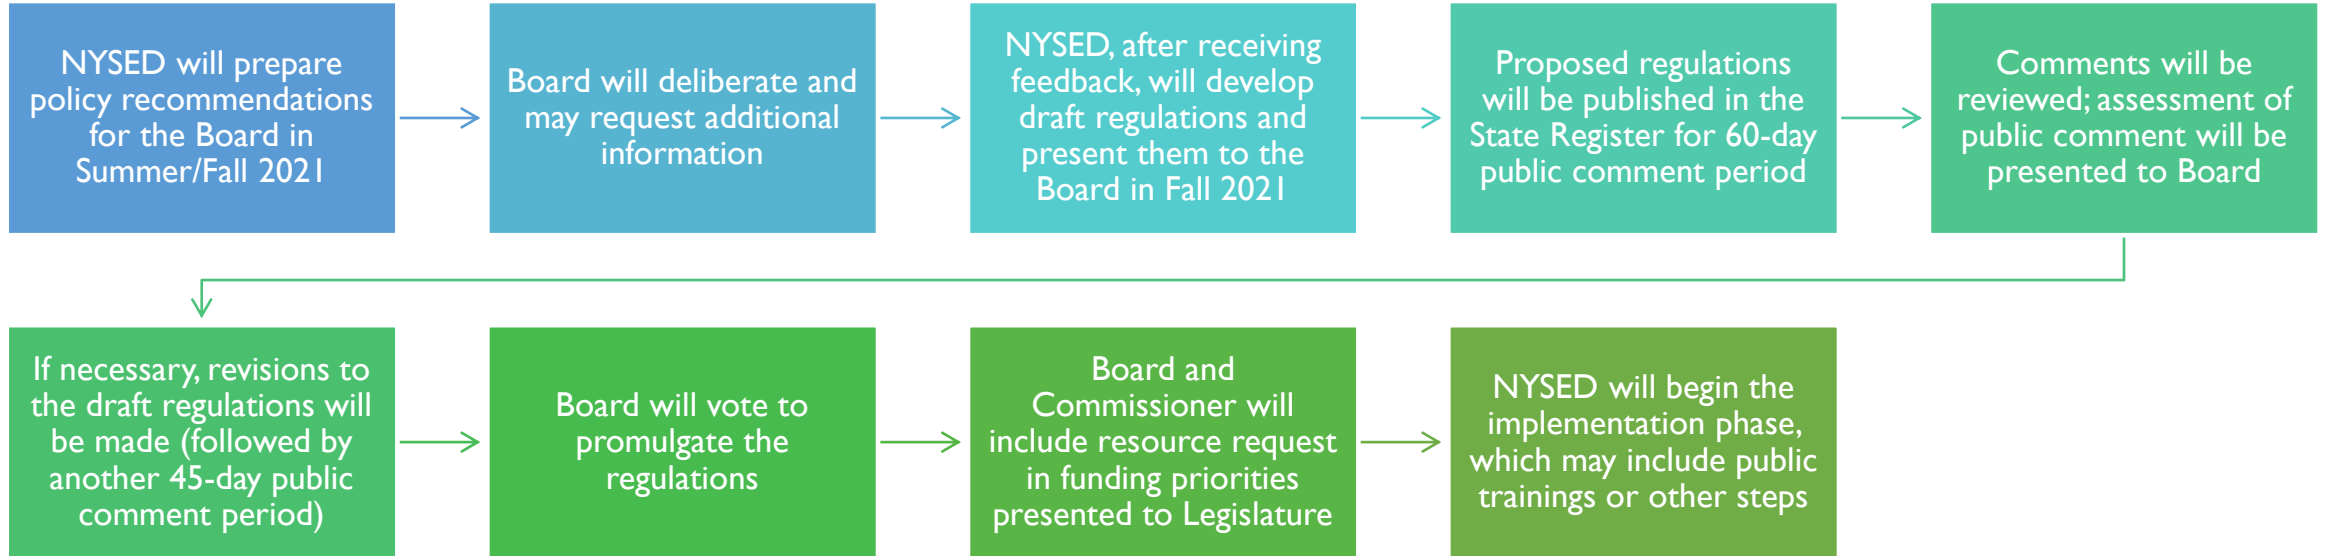 NYSED will prepare
policy recommendations
for the Board in
Summer/Fall 2021
Board will deliberate and
may request additional
information
NYSED, after receiving
feedback, will develop
draft regulations and
present them to the
Board in Fall 2021
Proposed regulations
will be published in the
State Register for 60-day
public comment period
Comments will be
reviewed; assessment of
public comment will be
presented to Board
If necessary, revisions to
the draft regulations will
be made (followed by
another 45-day public
comment period)
Board will vote to
promulgate the
regulations
Board and
Commissioner will
include resource request
in funding priorities
presented to Legislature
NYSED will begin the
implementation phase,
which may include public
trainings or other steps